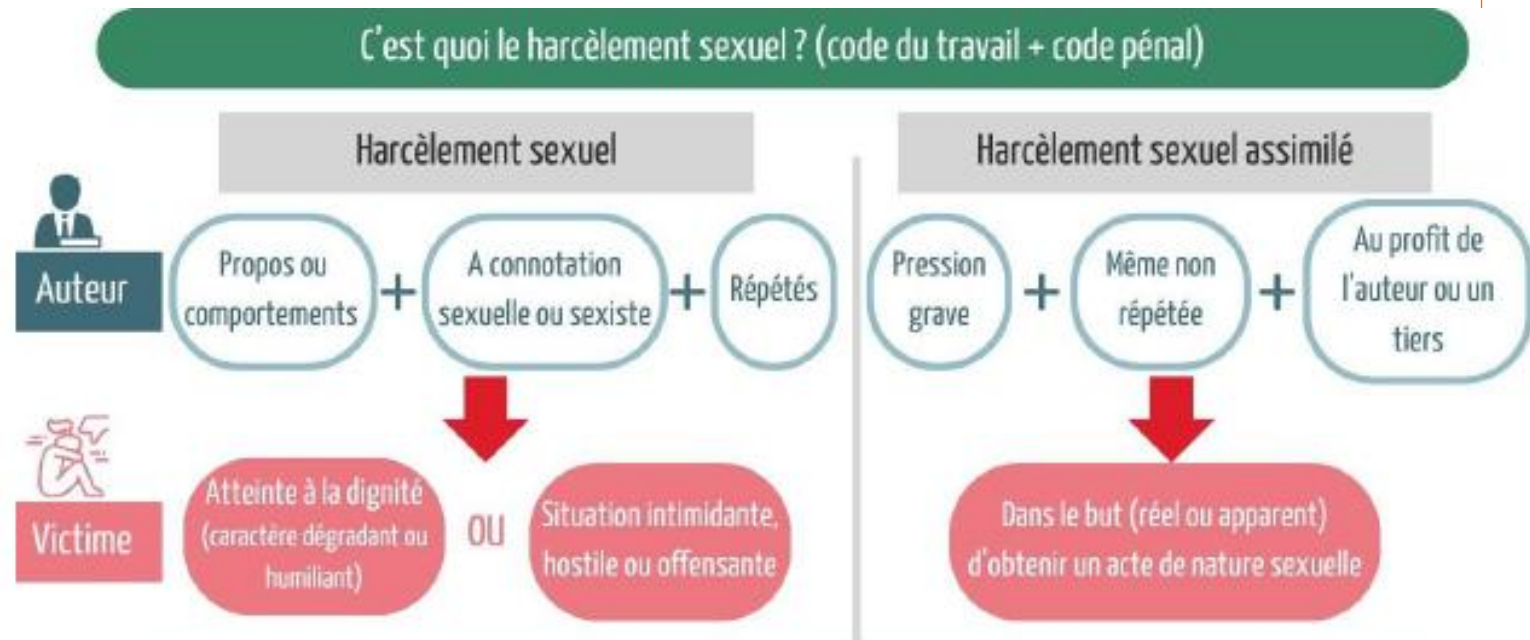 C'est quoi le harcèlement sexuel ? (code du travail + code pénal)
Harcèlement sexuel
Auteur
Propos ou
comportements
+
A connotation
sexuelle ou sexiste
+
Répétés
Victime
Atteinte à la dignité
(caractère dégradant ou
humiliant)
OU
Situation intimidante,
hostile ou offensante
Harcèlement sexuel assimilé
Pression
grave
+
Même non
répétée
+
Au profit de
l'auteur ou un
tiers
Dans le but (réel ou apparent)
d'obtenir un acte de nature sexuelle